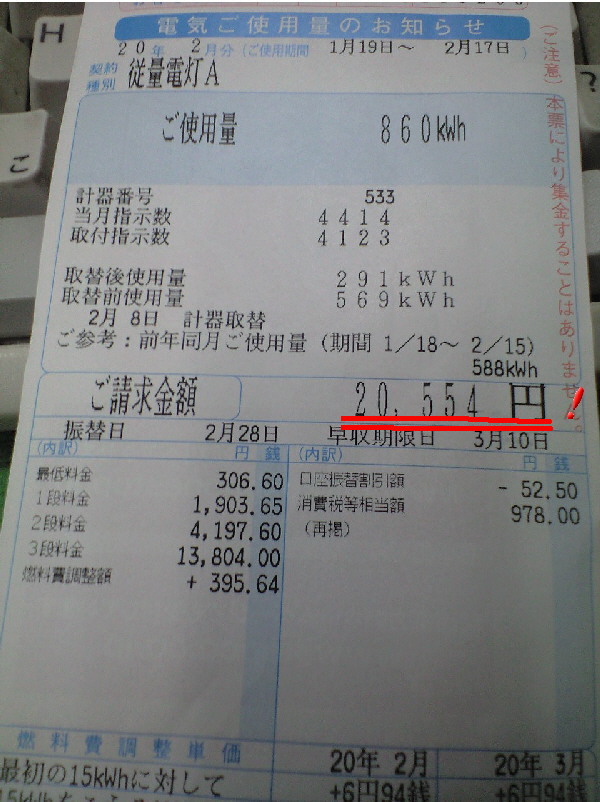 電気ご使用量のお知らせ
20年 2月分 (ご使用期間 1月19日～ 2月17日)
契約種別 従量電灯A
ご使用量 860kWh
計器番号 533
当月指示数 4414
取付指示数 4123
取替後使用量 291kWh
取替前使用量 569kWh
2月 8日 計器取替
ご参考:前年同月ご使用量 (期間 1/18～ 2/15)
588kWh
ご請求金額 20,554 円
振替日 2月28日 早収期限日 3月10日
(内訳) 円 銭 (内訳) 円 銭
最低料金 306.60 口座振替割引額 - 52.50
1段料金 1,903.65 消費税等相当額 978.00
2段料金 4,197.60 (再掲)
3段料金 13,804.00
燃料費調整額 + 395.64
燃料費調整単価 20年 2月 20年 3月
最初の15kWhに対して +6円94銭 +6円94銭
(ご注意) 本票により集金することはありません。
!
H
こ
?